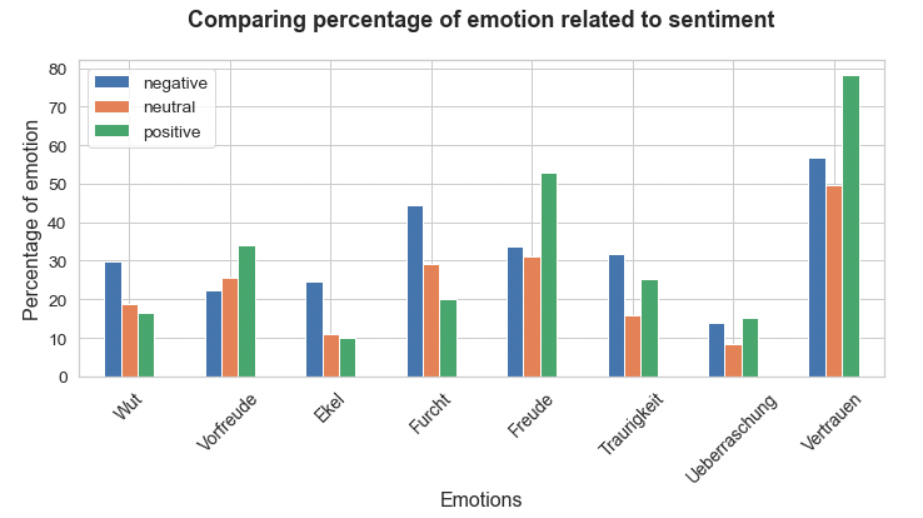 Comparing percentage of emotion related to sentiment
80
70
60
50
40
30
20
10
0
Percentage of emotion
negative
neutral
positive
Wut
Vorfreude
Ekel
Furcht
Freude
Traurigkeit
Ueberraschung
Vertrauen
Emotions